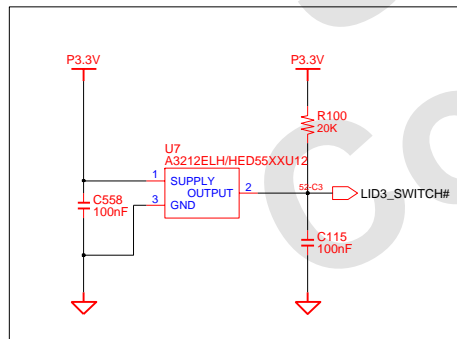 P3.3V
P3.3V
R100
20K
U7
A3212ELH/HED55XXU12
1
SUPPLY
OUTPUT
2
52-C3
LID3_SWITCH#
3
GND
C558
100nF
C115
100nF